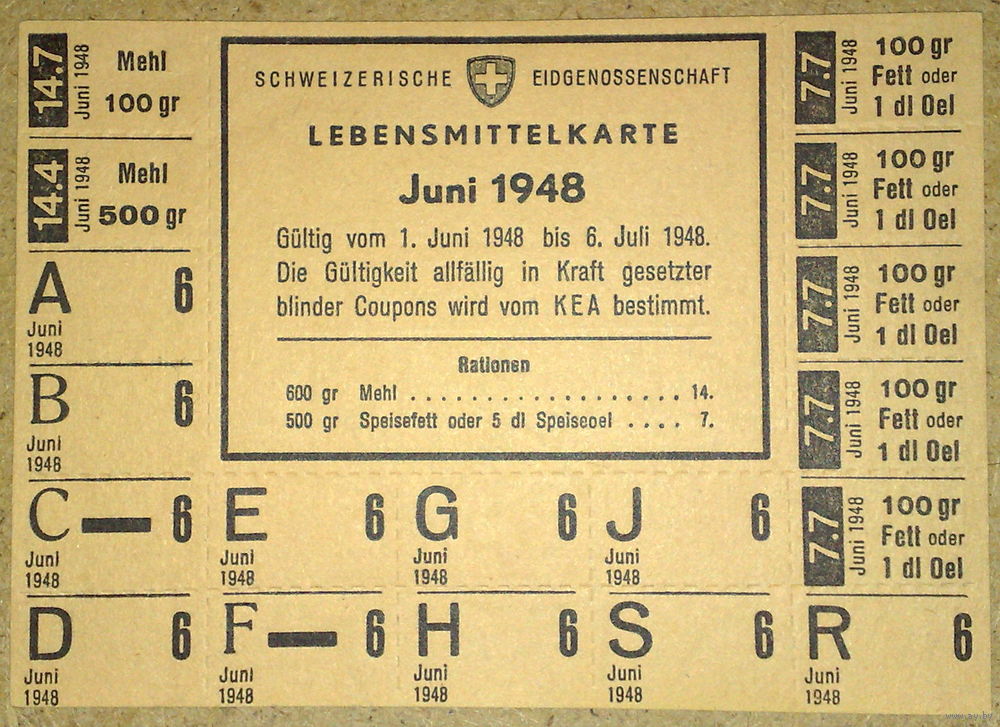 14.7
Juni 1948
Mehl
100 gr
14.4
Juni 1948
Mehl
500 gr
A 6
Juni
1948
B 6
Juni
1948
C 6
Juni
1948
D 6
Juni
1948
SCHWEIZERISCHE EIDGENOSSENSCHAFT
LEBENSMITTELKARTE
Juni 1948
Gültig vom 1. Juni 1948 bis 6. Juli 1948.
Die Gültigkeit allfällig in Kraft gesetzter
blinder Coupons wird vom KEA bestimmt.
Rationen
600 gr Mehl . . . . . . . . . . . . . . . . . . . 14.
500 gr Speisefett oder 5 dl Speiseoel . . . . 7.
E 6
Juni
1948
G 6
Juni
1948
J 6
Juni
1948
F 6
Juni
1948
H 6
Juni
1948
S 6
Juni
1948
7.7
Juni 1948
100 gr
Fett oder
1 dl Oel
7.7
Juni 1948
100 gr
Fett oder
1 dl Oel
7.7
Juni 1948
100 gr
Fett oder
1 dl Oel
7.7
Juni 1948
100 gr
Fett oder
1 dl Oel
7.7
Juni 1948
100 gr
Fett oder
1 dl Oel
R 6
Juni
1948